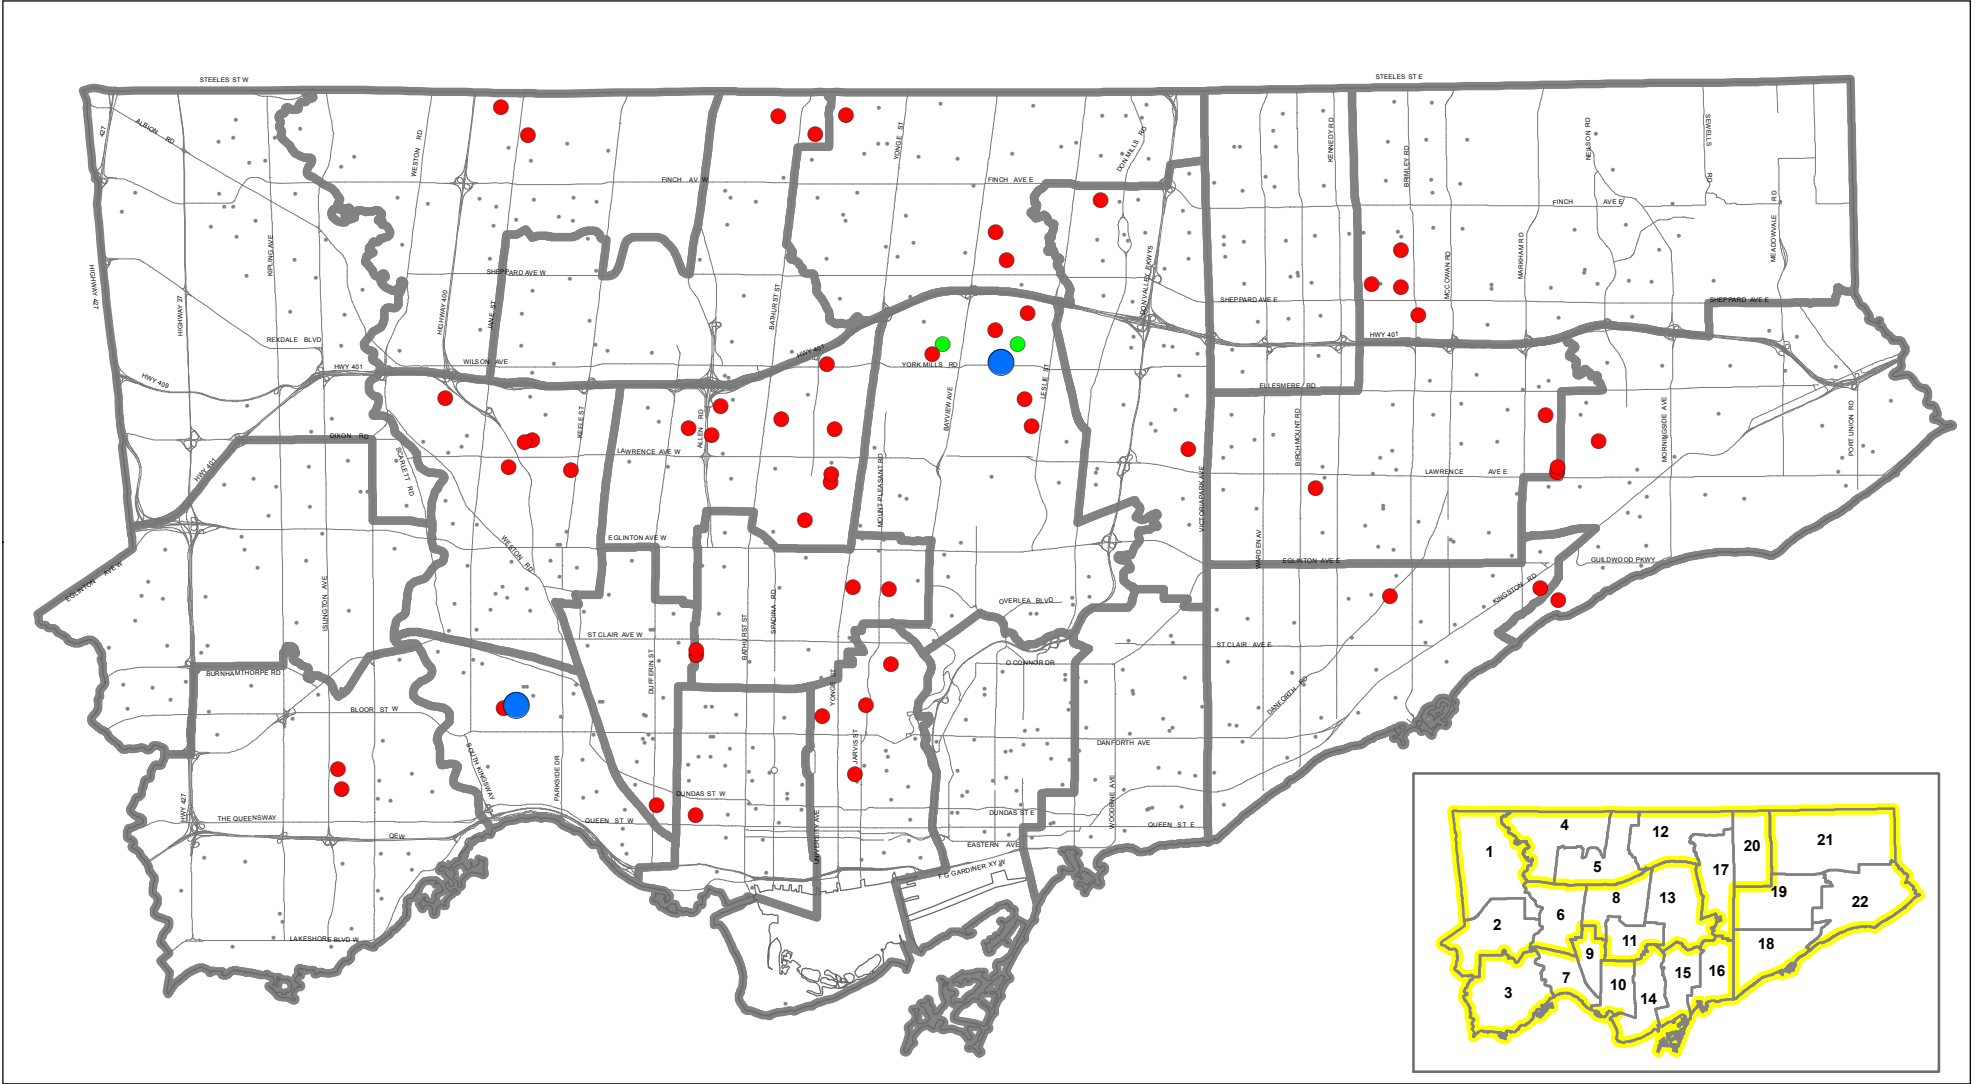 STEELES ST W
STEELES ST E
427
ALBION RD
WESTON RD
YONGE ST
DON MILLS RD
KENNEDY RD
BRIMLEY RD
NEILSON RD
SEWELLS RD
FINCH AV W
FINCH AVE E
FINCH AVE E
MEADOWVALE RD
KIPLING AVE
HIGHWAY 427
HIGHWAY 27
SHEPPARD AVE W
HIGHWAY 400
JANE ST
BATHURST ST
DON VALLEY PKWY S
MCCOWAN RD
MARKHAM RD
SHEPPARD AVE E
SHEPPARD AVE E
REXDALE BLVD
HWY 401
HWY 409
HWY 401
WILSON AVE
HWY 401
YORK MILLS RD
ELLESMERE RD
BAYVIEW AVE
LESLIE ST
DIXON RD
HWY 401
SCARLETT RD
KEELE ST
ALLEN RD
LAWRENCE AVE W
MOUNT PLEASANT RD
VICTORIA PARK AVE
BIRCHMOUNT RD
LAWRENCE AVE E
MORNINGSIDE AVE
PORT UNION RD
EGLINTON AVE W
WESTON RD
EGLINTON AVE W
WARDEN AV
EGLINTON AVE E
GUILDWOOD PKWY
KINGSTON RD
ISLINGTON AVE
OVERLEA BLVD
ST CLAIR AVE W
DUFFERIN ST
BATHURST ST
SPADINA RD
ST CLAIR AVE E
O CONNOR DR
BURNHAMTHORPE RD
BLOOR ST W
YONGE ST
JARVIS ST
DANFORTH RD
DANFORTH AVE
SOUTH KINGSWAY
PARKSIDE DR
HWY 427
THE QUEENSWAY
QEW
DUNDAS ST W
QUEEN ST W
UNIVERSITY AVE
DUNDAS ST E
WOODBINE AVE
QUEEN ST E
EASTERN AVE
F G GARDINER XY W
LAKESHORE BLVD W
1
2
3
4
5
6
7
8
9
10
11
12
13
14
15
16
17
18
19
20
21
22